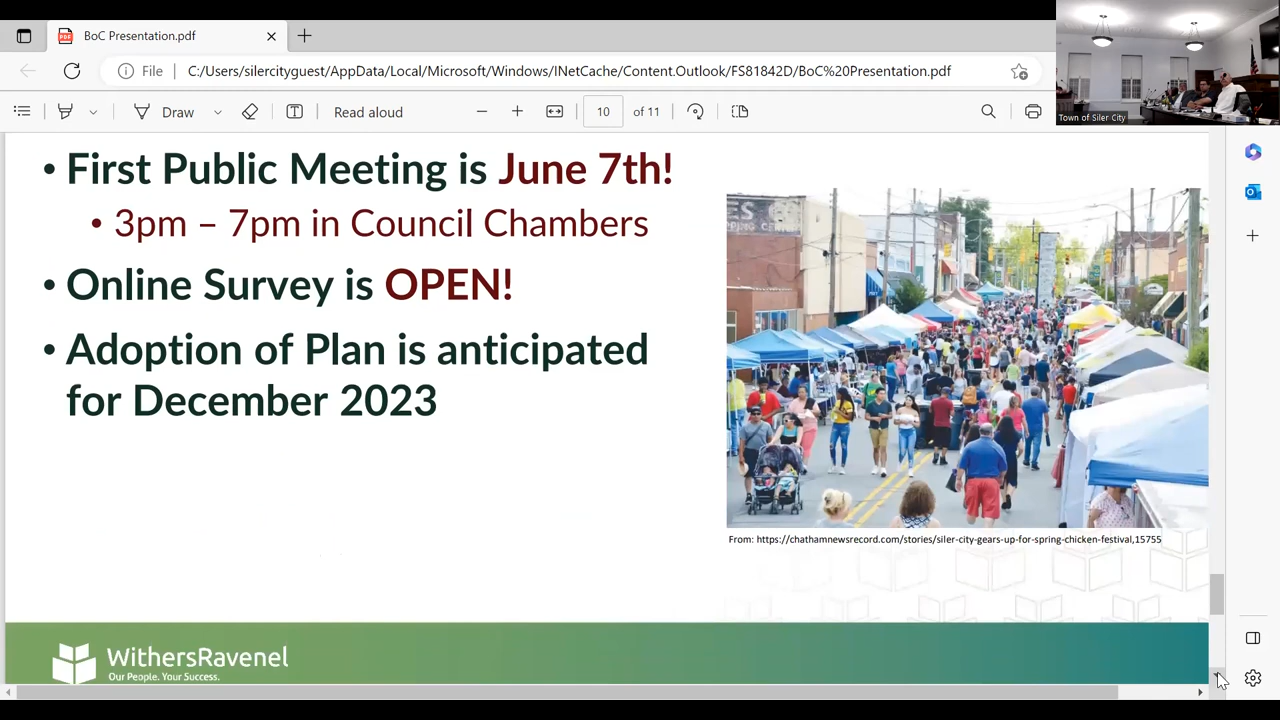 BoC Presentation.pdf
File
C:/Users/silercityguest/AppData/Local/Microsoft/Windows/INetCache/Content.Outlook/FS81842D/BoC%20Presentation.pdf
Town of Siler City
Draw
Read aloud
10
of 11
• First Public Meeting is June 7th!
• 3pm – 7pm in Council Chambers
• Online Survey is OPEN!
• Adoption of Plan is anticipated
for December 2023
From: https://chathamnewsrecord.com/stories/siler-city-gears-up-for-spring-chicken-festival,15755
WithersRavenel
Our People. Your Success.